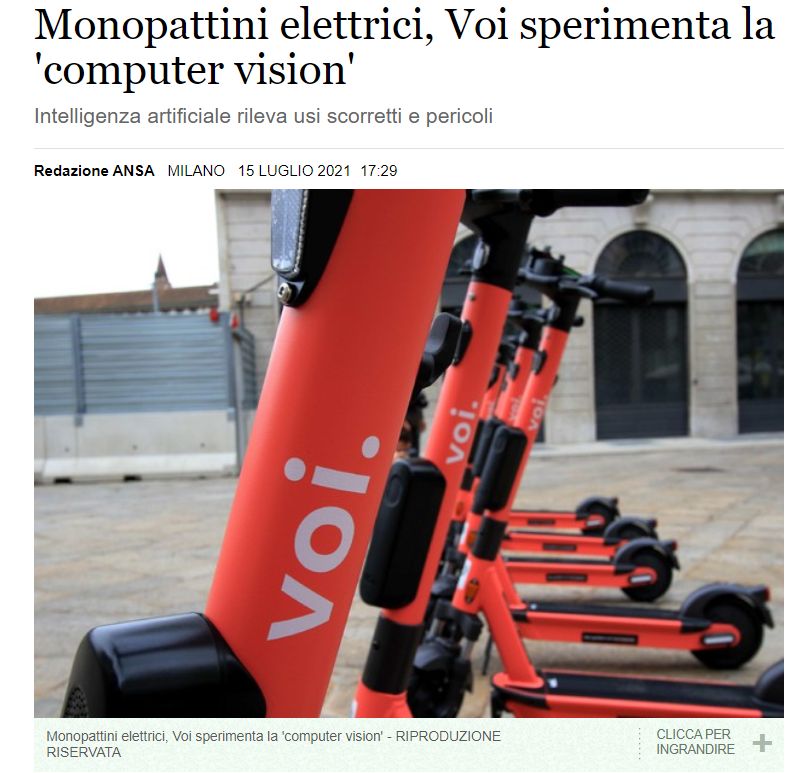 Monopattini elettrici, Voi sperimenta la
'computer vision'
Intelligenza artificiale rileva usi scorretti e pericoli
Redazione ANSA MILANO 15 LUGLIO 2021 17:29
voi.
voi.
voi.
voi.
Monopattini elettrici, Voi sperimenta la 'computer vision' - RIPRODUZIONE
RISERVATA
CLICCA PER
INGRANDIRE